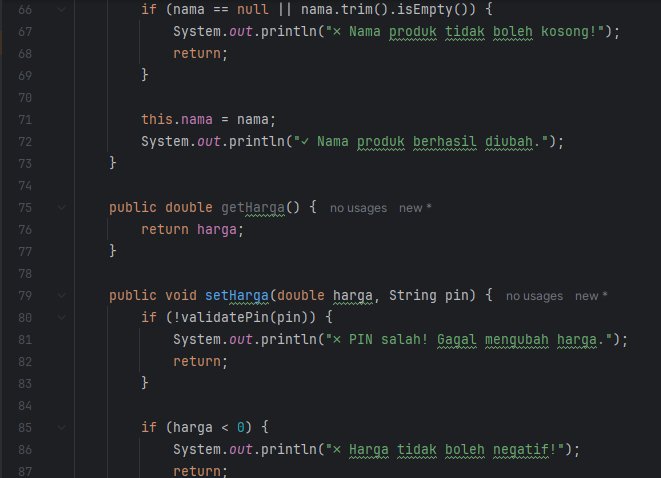 66 if (nama == null || nama.trim().isEmpty()) {
67 System.out.println("✕ Nama produk tidak boleh kosong!");
68 return;
69 }
70
71 this.nama = nama;
72 System.out.println("✓ Nama produk berhasil diubah.");
73 }
74
75 public double getHarga() { no usages new *
76 return harga;
77 }
78
79 public void setHarga(double harga, String pin) { no usages new *
80 if (!validatePin(pin)) {
81 System.out.println("✕ PIN salah! Gagal mengubah harga.");
82 return;
83 }
84
85 if (harga < 0) {
86 System.out.println("✕ Harga tidak boleh negatif!");
87 return;